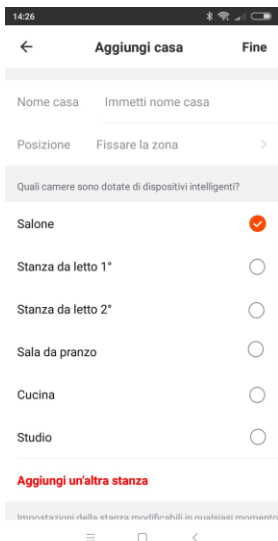 14:26
Aggiungi casa Fine
Nome casa Immetti nome casa
Posizione Fissare la zona
Quali camere sono dotate di dispositivi intelligenti?
Salone
Stanza da letto 1°
Stanza da letto 2°
Sala da pranzo
Cucina
Studio
Aggiungi un'altra stanza
Impostazioni della stanza modificabili in qualsiasi momento